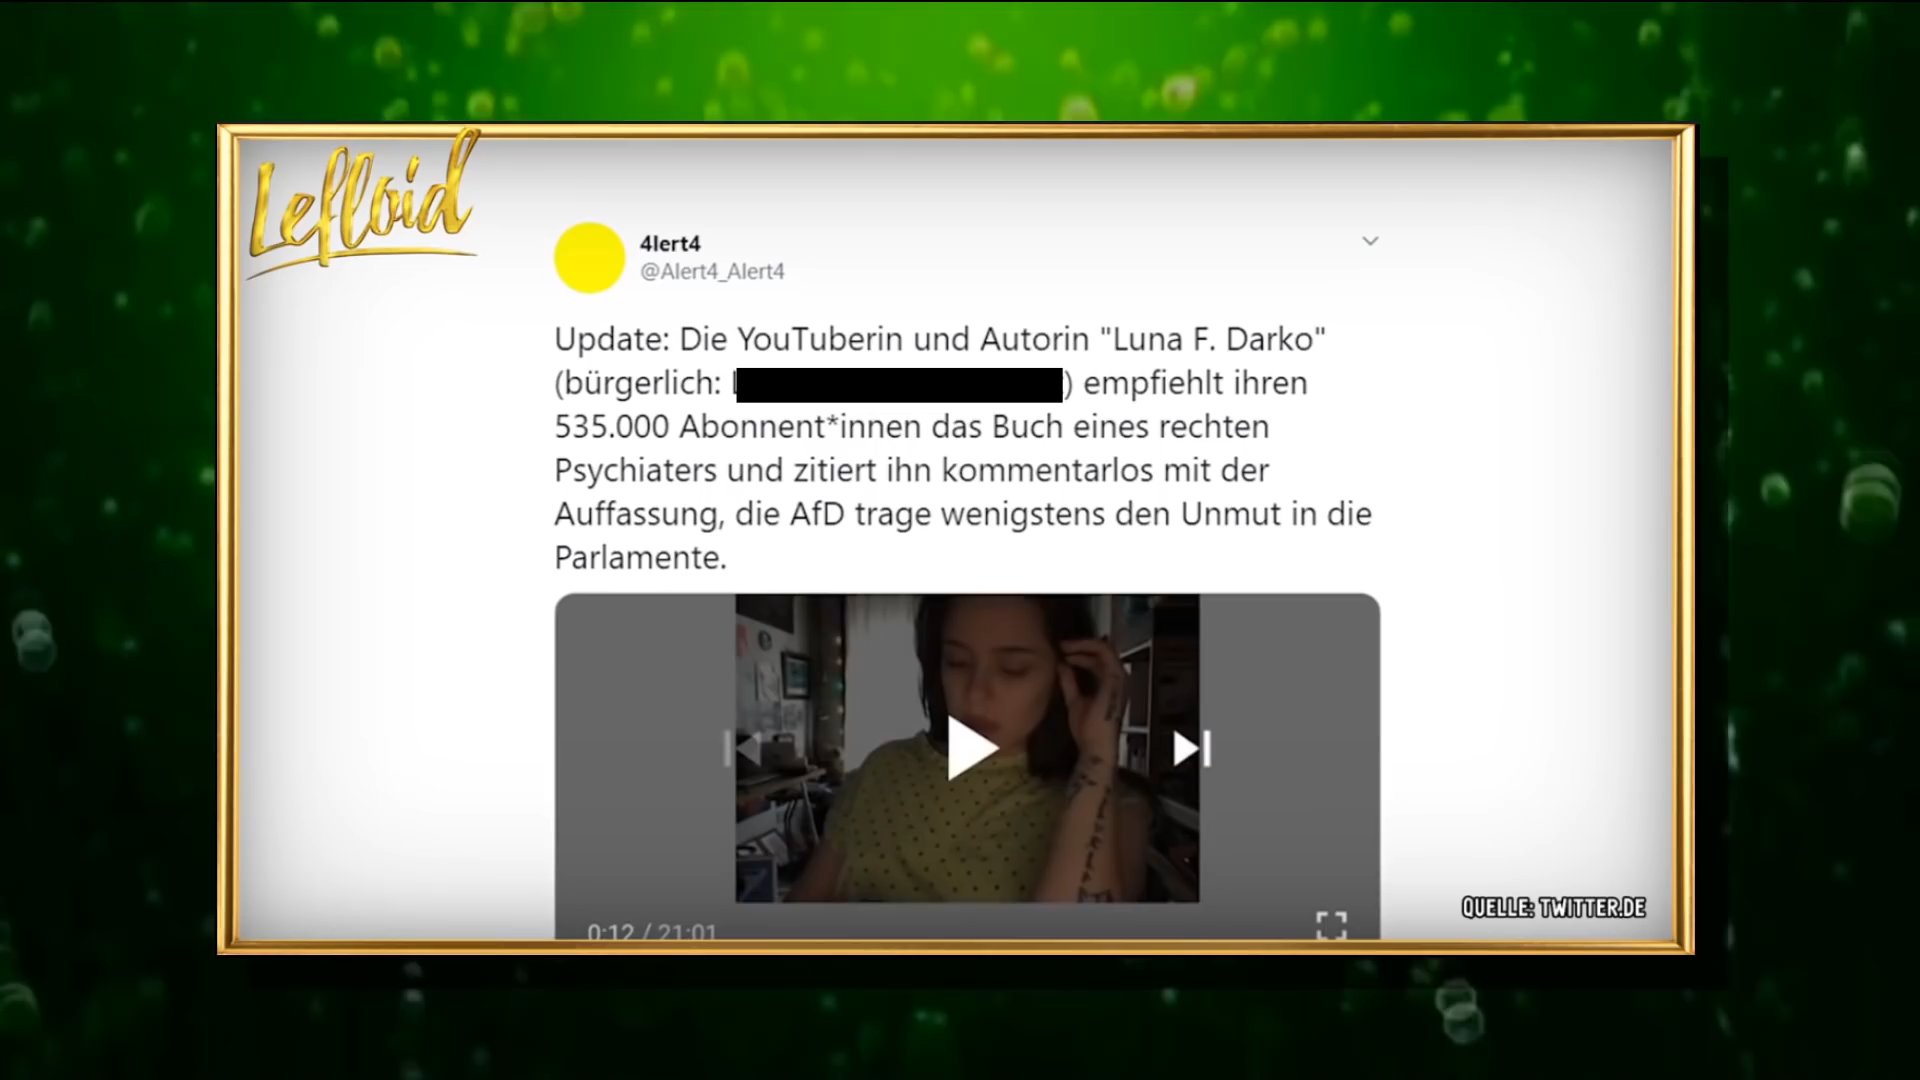 Lefloid
4lert4
@Alert4_Alert4
Update: Die YouTuberin und Autorin "Luna F. Darko"
(bürgerlich: ) empfiehlt ihren
535.000 Abonnent*innen das Buch eines rechten
Psychiaters und zitiert ihn kommentarlos mit der
Auffassung, die AfD trage wenigstens den Unmut in die
Parlamente.
0:12 / 21:01
QUELLE: TWITTER.DE